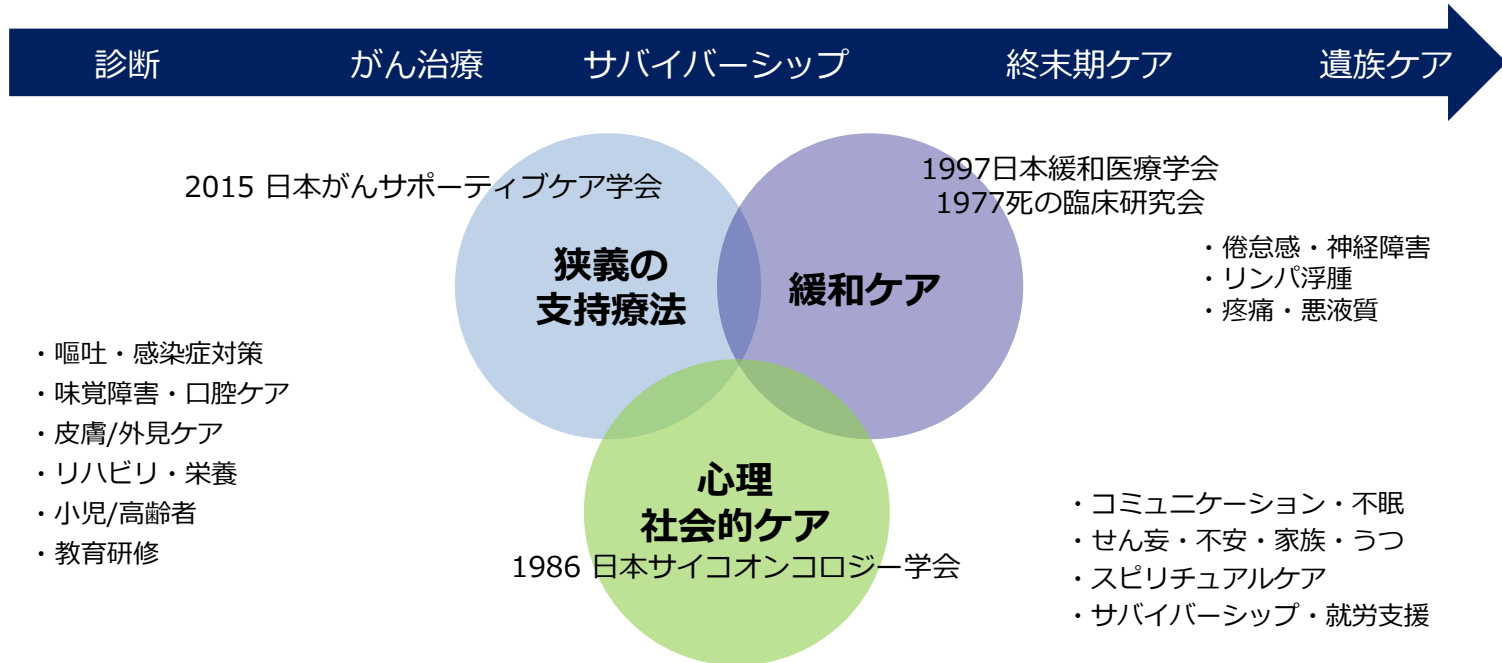 診断 がん治療 サバイバーシップ 終末期ケア 遺族ケア
2015 日本がんサポーティブケア学会
1997日本緩和医療学会
1977死の臨床研究会
狭義の
支持療法
緩和ケア
・倦怠感・神経障害
・リンパ浮腫
・疼痛・悪液質
・嘔吐・感染症対策
・味覚障害・口腔ケア
・皮膚/外見ケア
・リハビリ・栄養
・小児/高齢者
・教育研修
心理
社会的ケア
1986 日本サイコオンコロジー学会
・コミュニケーション・不眠
・せん妄・不安・家族・うつ
・スピリチュアルケア
・サバイバーシップ・就労支援